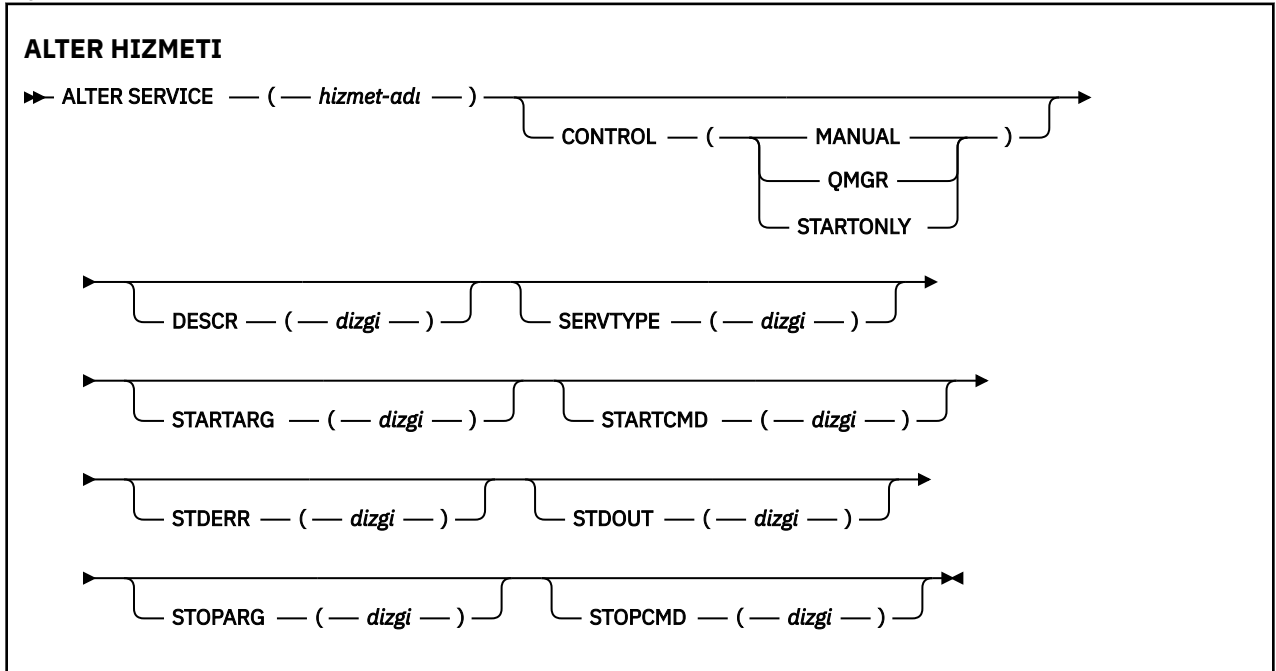 ALTER HIZMETI
ALTER SERVICE ( hizmet-adı )
CONTROL ( MANUAL )
QMGR
STARTONLY
DESCR ( dizgi ) SERVTYPE ( dizgi )
STARTARG ( dizgi ) STARTCMD ( dizgi )
STDERR ( dizgi ) STDOUT ( dizgi )
STOPARG ( dizgi ) STOPCMD ( dizgi )